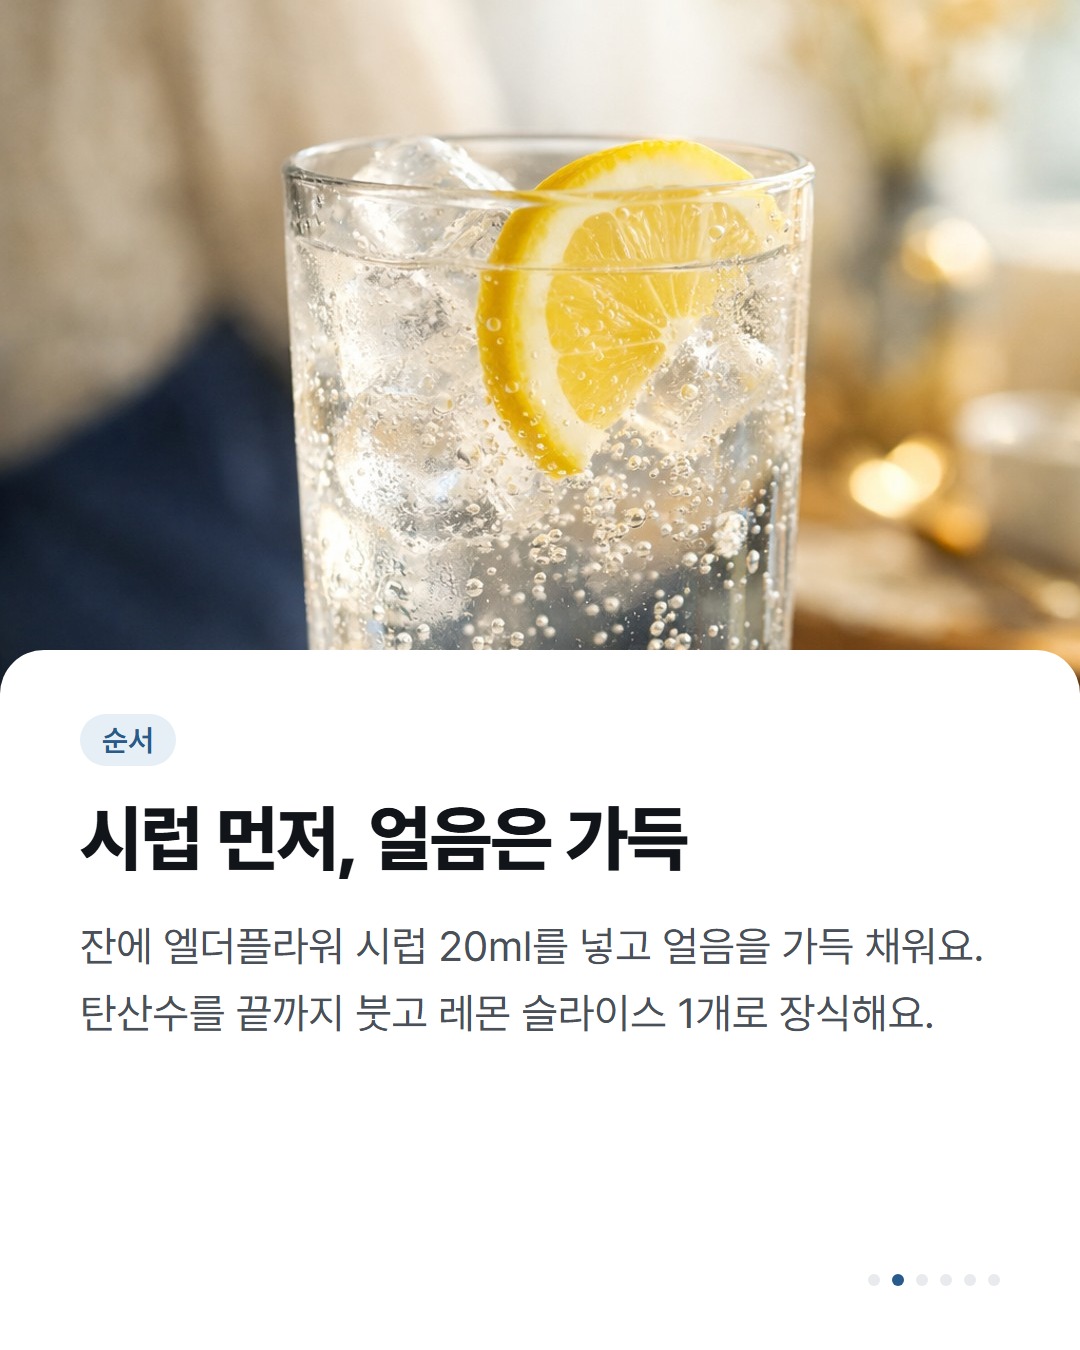 순서
시럽 먼저, 얼음은 가득
잔에 엘더플라워 시럽 20ml를 넣고 얼음을 가득 채워요.
탄산수를 끝까지 붓고 레몬 슬라이스 1개로 장식해요.